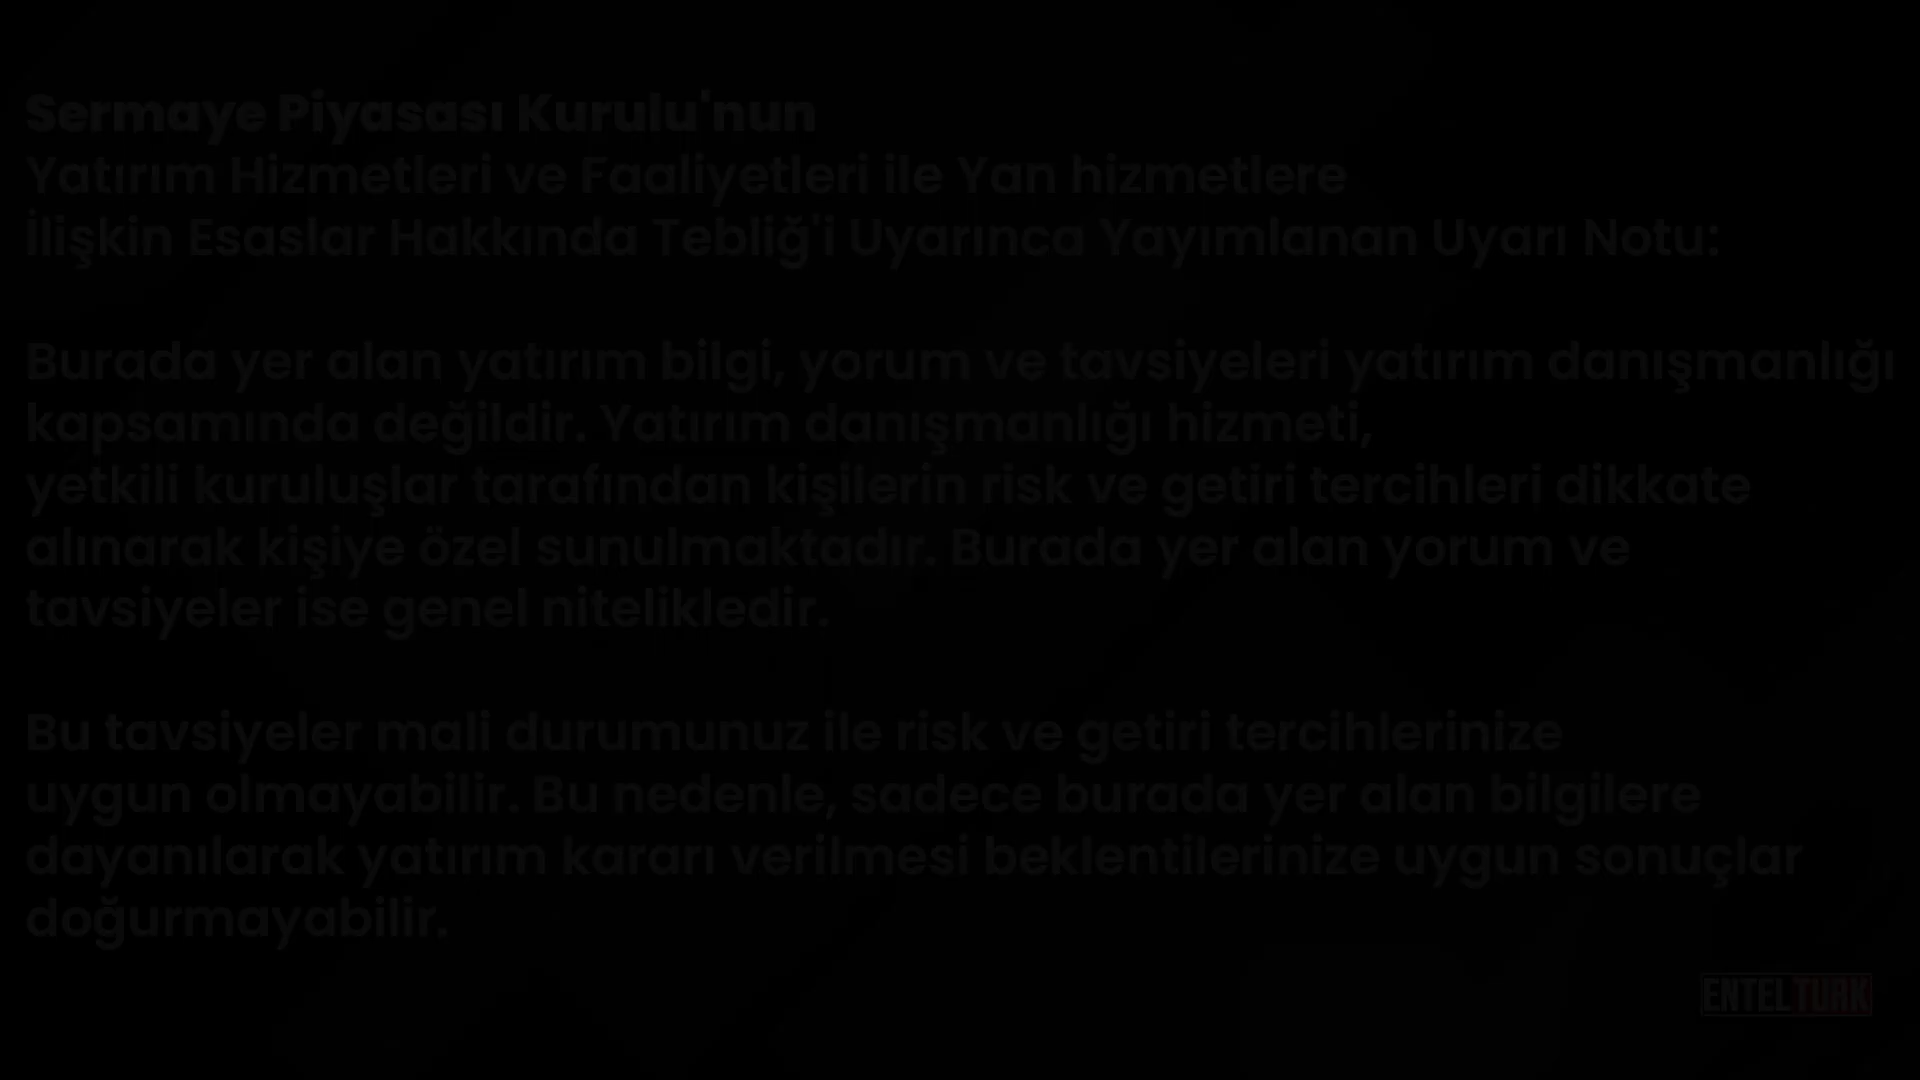 Sermaye Piyasası Kurulu'nun
Yatırım Hizmetleri ve Faaliyetleri ile Yan hizmetlere
İlişkin Esaslar Hakkında Tebliğ'i Uyarınca Yayımlanan Uyarı Notu:
Burada yer alan yatırım bilgi, yorum ve tavsiyeleri yatırım danışmanlığı
kapsamında değildir. Yatırım danışmanlığı hizmeti,
yetkili kuruluşlar tarafından kişilerin risk ve getiri tercihleri dikkate
alınarak kişiye özel sunulmaktadır. Burada yer alan yorum ve
tavsiyeler ise genel nitelikledir.
Bu tavsiyeler mali durumunuz ile risk ve getiri tercihlerinize
uygun olmayabilir. Bu nedenle, sadece burada yer alan bilgilere
dayanılarak yatırım kararı verilmesi beklentilerinize uygun sonuçlar
doğurmayabilir.
ENTELTURK